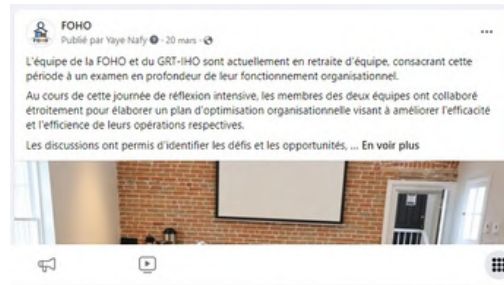 FOHO
Publié par Yaye Nafy · 20 mars ·
L'équipe de la FOHO et du GRT-IHO sont actuellement en retraite d'équipe, consacrant cette
période à un examen en profondeur de leur fonctionnement organisationnel.
Au cours de cette journée de réflexion intensive, les membres des deux équipes ont collaboré
étroitement pour élaborer un plan d'optimisation organisationnelle visant à améliorer l'efficacité
et l'efficience de leurs opérations respectives.
Les discussions ont permis d'identifier les défis et les opportunités, ... En voir plus